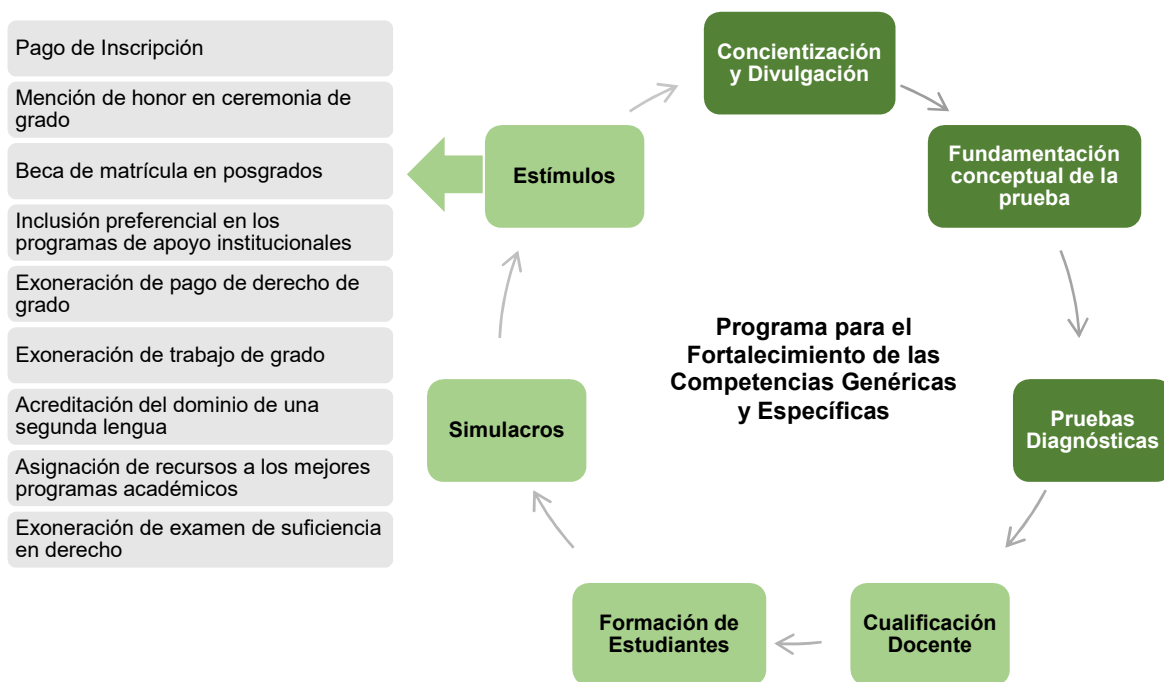 Pago de Inscripción
Mención de honor en ceremonia de
grado
Beca de matrícula en posgrados
Inclusión preferencial en los
programas de apoyo institucionales
Exoneración de pago de derecho de
grado
Exoneración de trabajo de grado
Acreditación del dominio de una
segunda lengua
Asignación de recursos a los mejores
programas académicos
Exoneración de examen de suficiencia
en derecho
Estímulos
Concientización
y Divulgación
Fundamentación
conceptual de la
prueba
Pruebas
Diagnósticas
Cualificación
Docente
Formación de
Estudiantes
Simulacros
Programa para el
Fortalecimiento de las
Competencias Genéricas
y Específicas